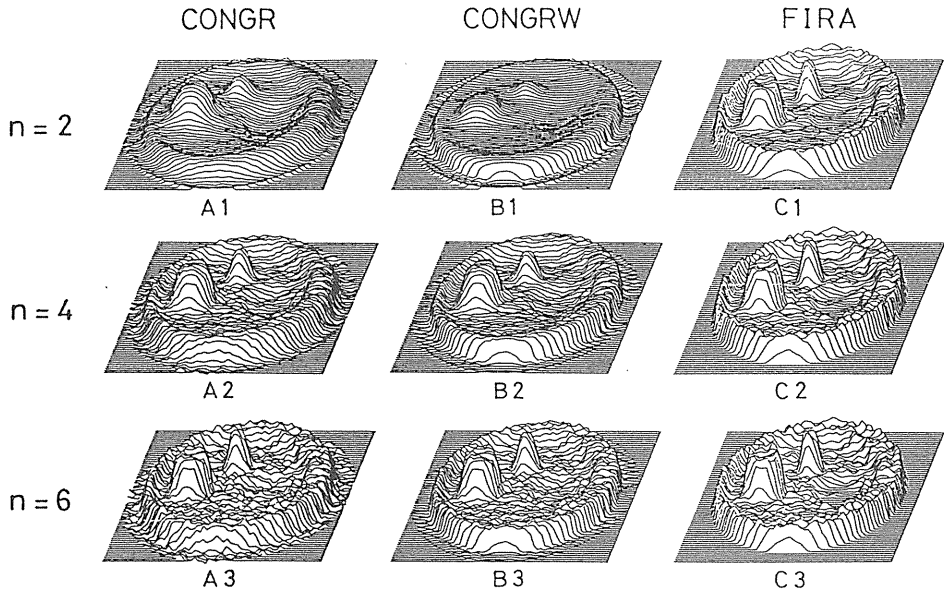 CONGR CONGRW FIRA
n = 2
A1 B1 C1
n = 4
A2 B2 C2
n = 6
A3 B3 C3